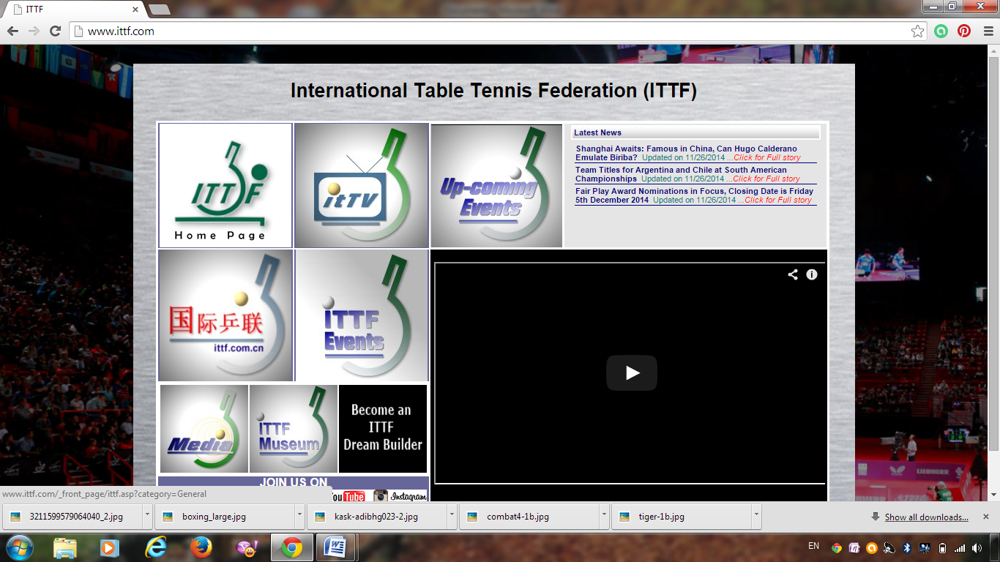 ITTF
www.ittf.com
International Table Tennis Federation (ITTF)
ITTF
Home Page
itTV
Up-coming
Events
Latest News
Shanghai Awaits: Famous in China, Can Hugo Calderano
Emulate Biriba? Updated on 11/26/2014 ...Click for Full story
Team Titles for Argentina and Chile at South American
Championships Updated on 11/26/2014 ...Click for Full story
Fair Play Award Nominations in Focus, Closing Date is Friday
5th December 2014 Updated on 11/26/2014 ...Click for Full story
国际乒联
ittf.com.cn
ITTF
Events
Media
ITTF
Museum
Become an
ITTF
Dream Builder
JOIN US ON
You Tube
Instagram
LIEBHERR
www.ittf.com/_front_page/ittf.asp?category=General
3211599579064040_2.jpg
boxing_large.jpg
kask-adibhg023-2.jpg
combat4-1b.jpg
tiger-1b.jpg
Show all downloads...
EN